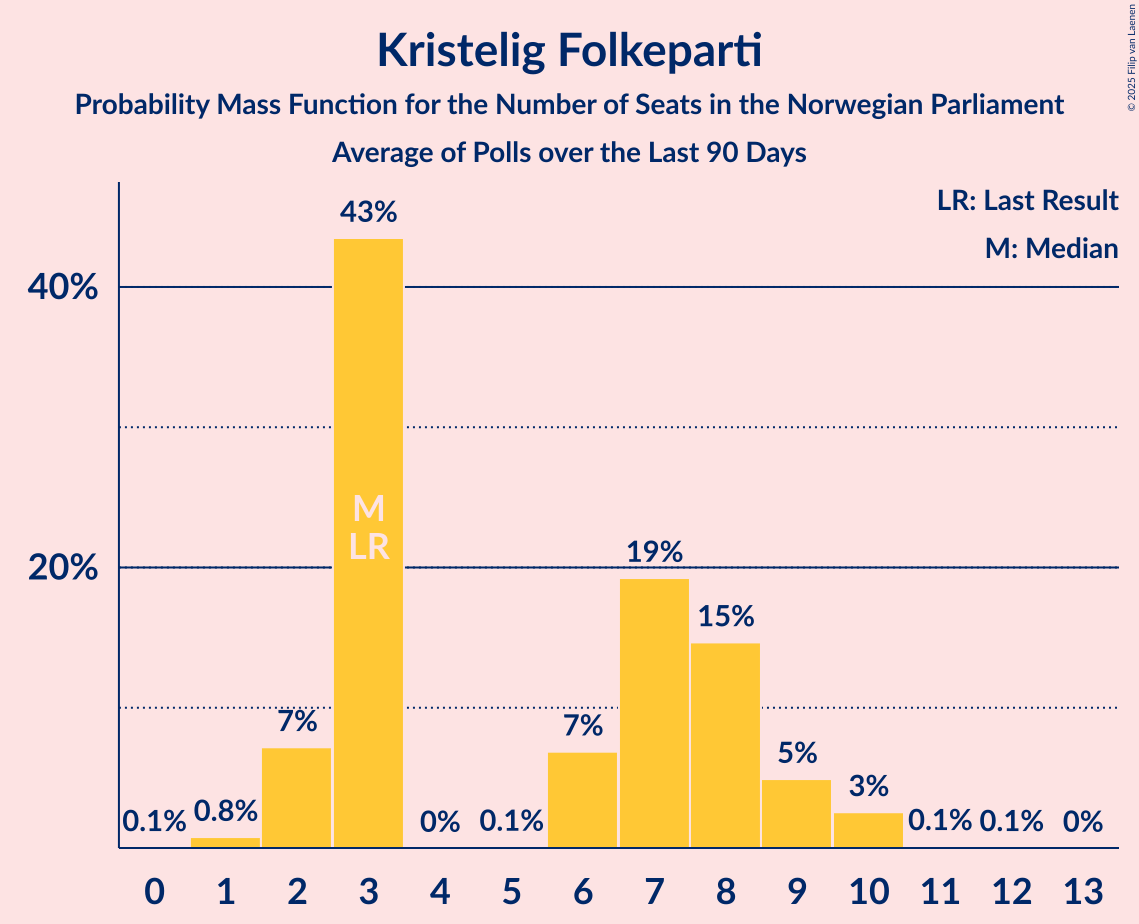 Kristelig Folkeparti
Probability Mass Function for the Number of Seats in the Norwegian Parliament
Average of Polls over the Last 90 Days
© 2025 Filip van Laenen
LR: Last Result
M: Median
40%
20%
0.1%
0.8%
7%
43%
M
LR
0%
0.1%
7%
19%
15%
5%
3%
0.1%
0.1%
0%
0 1 2 3 4 5 6 7 8 9 10 11 12 13